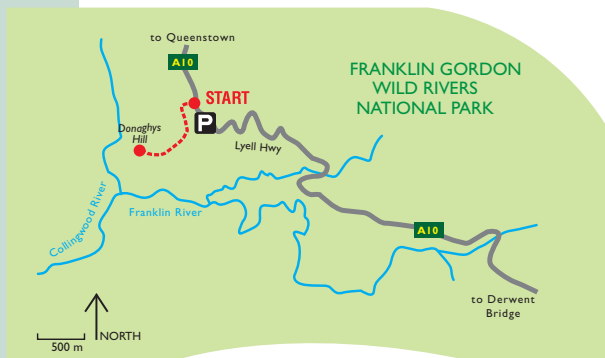 to Queenstown
A10
START
FRANKLIN GORDON
WILD RIVERS
NATIONAL PARK
P
Donaghys
Hill
Lyell Hwy
Collingwood River
Franklin River
A10
to Derwent
Bridge
NORTH
500 m